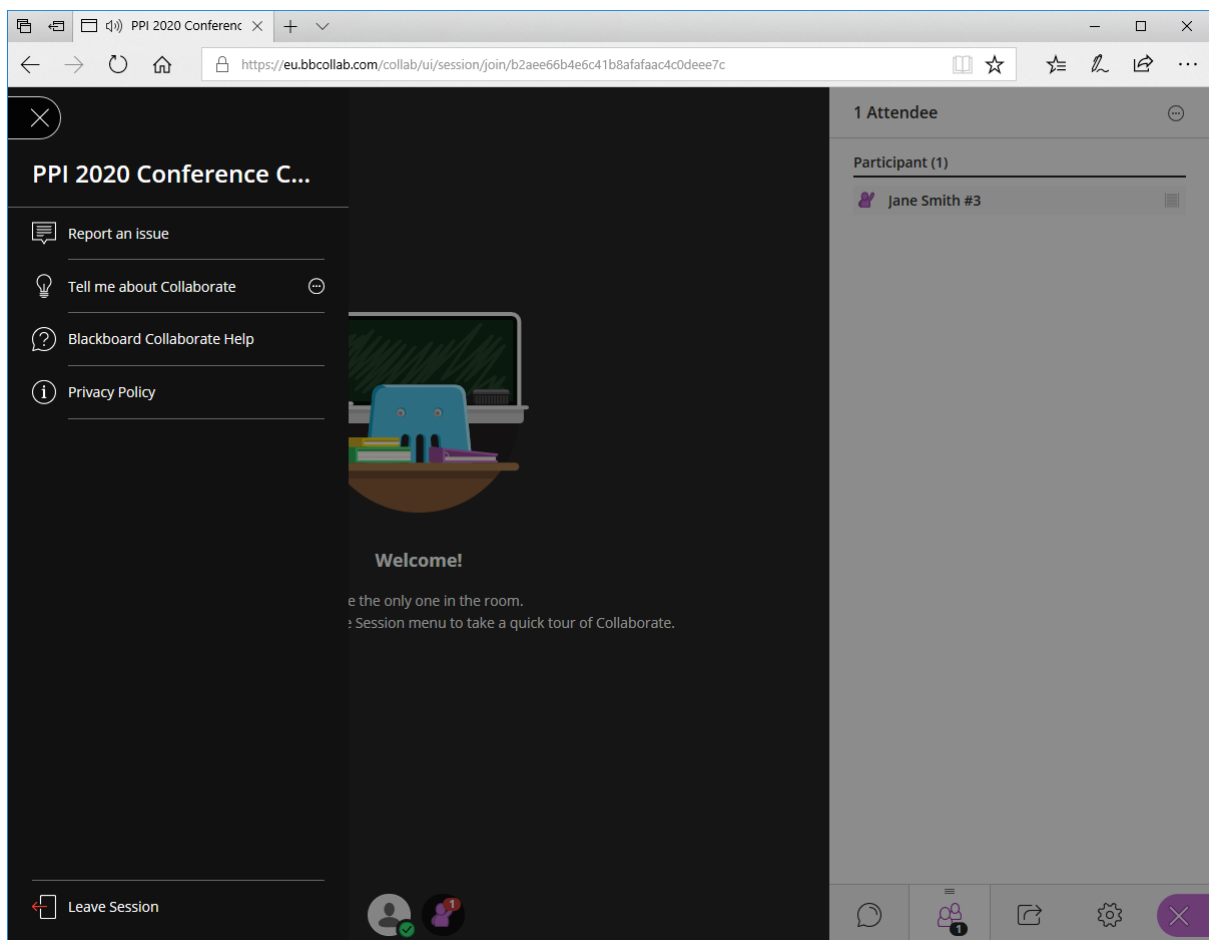 PPI 2020 Conferenc
https://eu.bbcollab.com/collab/ui/session/join/b2aee66b4e6c41b8afafaac4c0deee7c
PPI 2020 Conference C...
Report an issue
Tell me about Collaborate
Blackboard Collaborate Help
Privacy Policy
Leave Session
Welcome!
e the only one in the room.
Session menu to take a quick tour of Collaborate.
1
1 Attendee
Participant (1)
Jane Smith #3
1